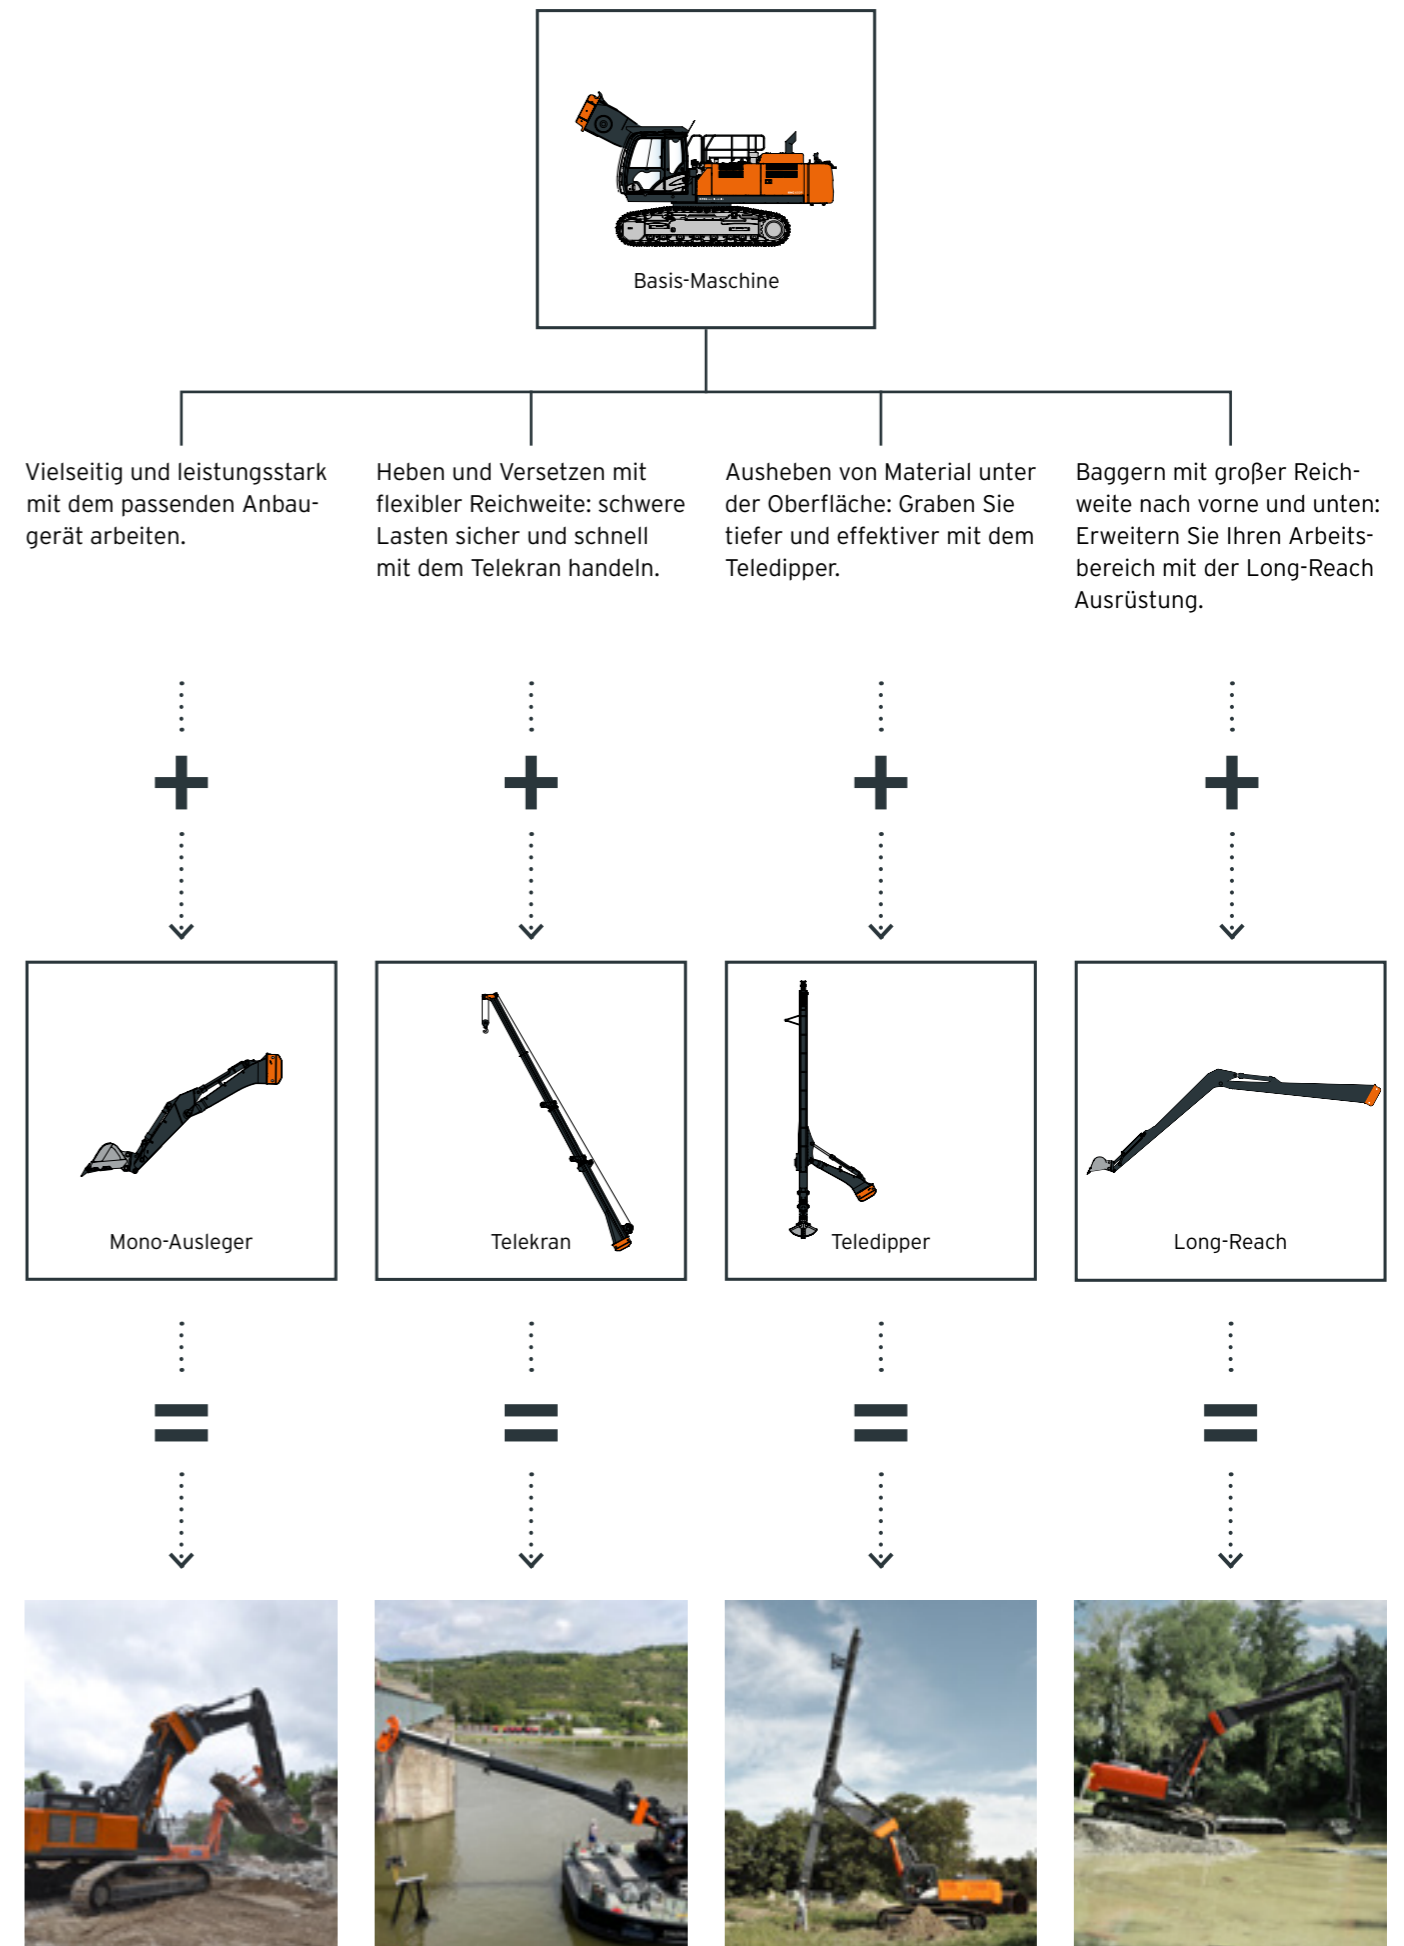 Basis-Maschine
Vielseitig und leistungsstark
mit dem passenden Anbau-
gerät arbeiten.
Heben und Versetzen mit
flexibler Reichweite: schwere
Lasten sicher und schnell
mit dem Telekran handeln.
Ausheben von Material unter
der Oberfläche: Graben Sie
tiefer und effektiver mit dem
Teledipper.
Baggern mit großer Reich-
weite nach vorne und unten:
Erweitern Sie Ihren Arbeits-
bereich mit der Long-Reach
Ausrüstung.
+ + + +
Mono-Ausleger
Telekran
Teledipper
Long-Reach
= = = =